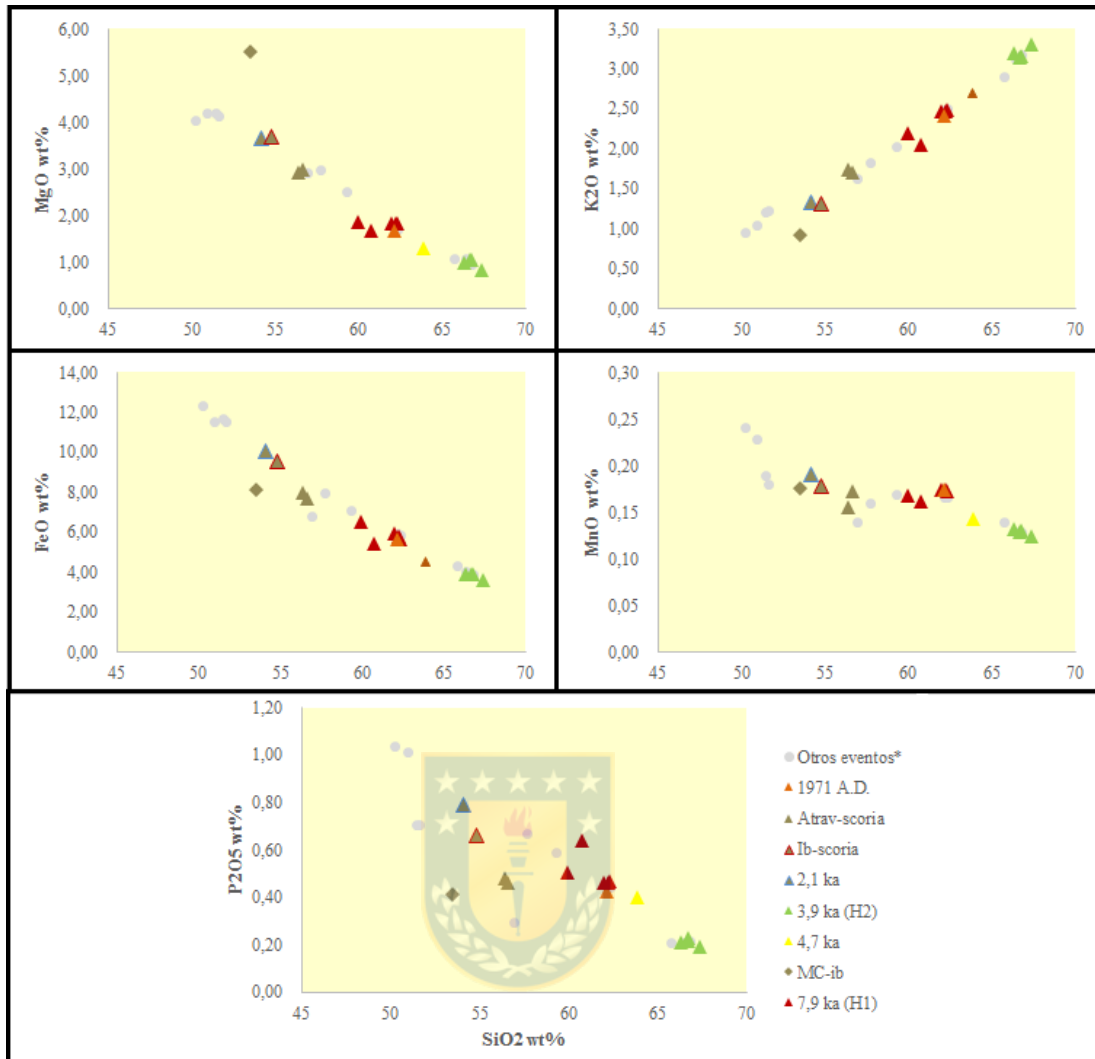 6,00
5,00
4,00
3,00
2,00
1,00
0,00
MgO wt%
45 50 55 60 65 70
3,50
3,00
2,50
2,00
1,50
1,00
0,50
0,00
K2O wt%
45 50 55 60 65 70
14,00
12,00
10,00
8,00
6,00
4,00
2,00
0,00
FeO wt%
45 50 55 60 65 70
0,30
0,25
0,20
0,15
0,10
0,05
0,00
MnO wt%
45 50 55 60 65 70
1,20
1,00
0,80
0,60
0,40
0,20
0,00
P2O5 wt%
45 50 55 60 65 70
SiO2 wt%
Otros eventos*
1971 A.D.
Atrav-scoria
Ib-scoria
2,1 ka
3,9 ka (H2)
4,7 ka
MC-ib
7,9 ka (H1)